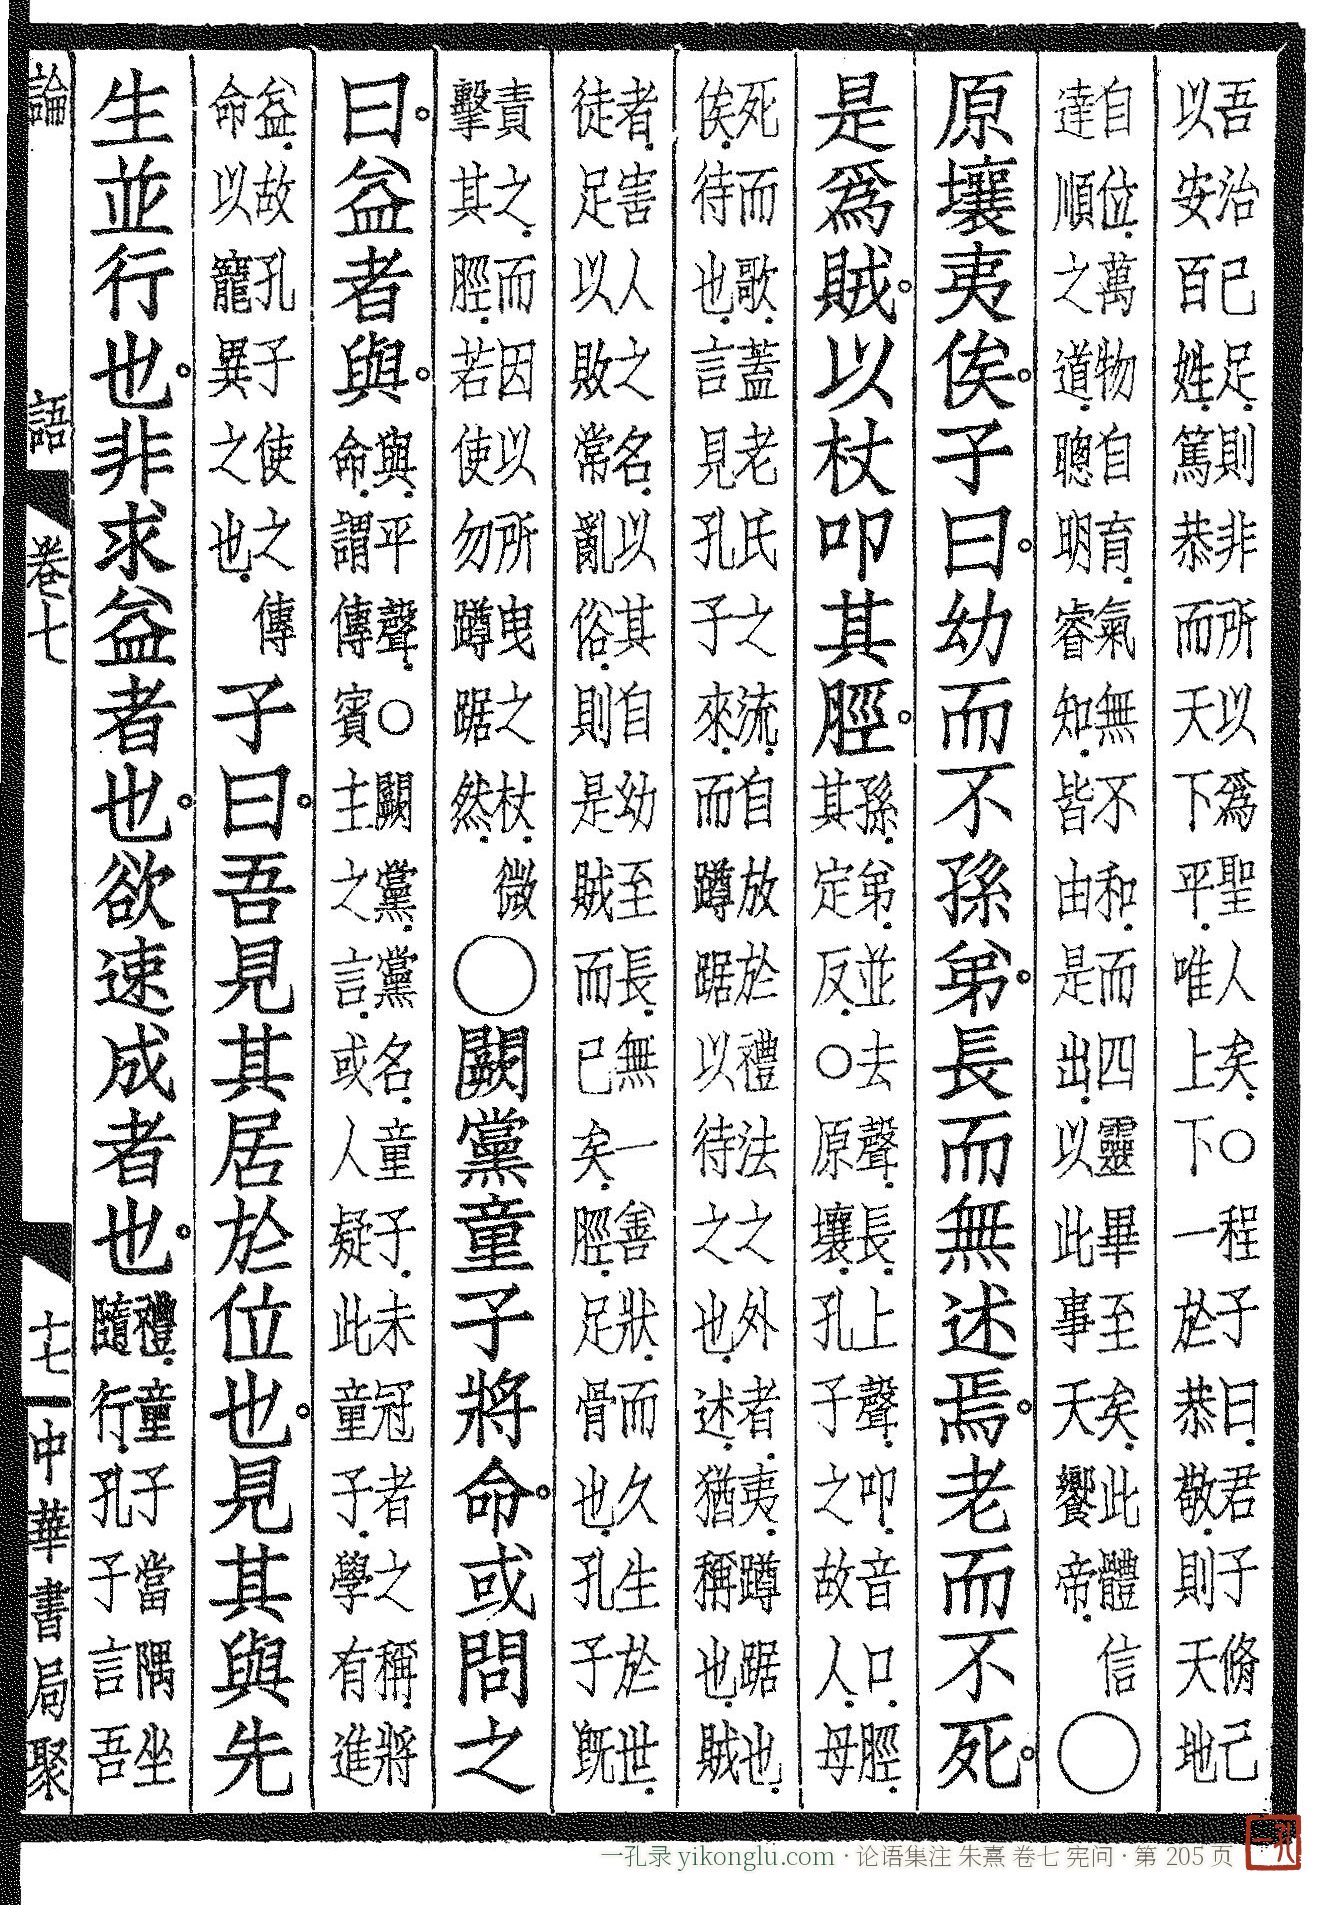 吾治已足.則非所以爲聖人矣.○程子曰.君子脩己
以安百姓.篤恭而天下平.唯上下一於恭敬.則天地
自位.萬物自育.氣無不和.而四靈畢至矣.此體信
達順之道.聰明睿知.皆由是出.以此事天饗帝.
○
原壤夷俟。子曰。幼而不孫弟。長而無述焉。老而不死。
是爲賊。以杖叩其脛。
孫.弟.並去聲.長.上聲.叩.音口.脛.
其定反.○原壤.孔子之故人.母
死而歌.蓋老氏之流.自放於禮法之外者.夷.蹲踞也.
俟.待也.言見孔子來.而蹲踞以待之也.述.猶稱也.賊
者.害人之名.以其自幼至長.無一善狀.而久生於世.
徒足以敗常亂俗.則是賊而已矣.脛.足骨也.孔子既
責之.而因以所曳之杖.微
擊其脛.若使勿蹲踞然.
○闕黨童子將命。或問之
曰。益者與。
與.平聲.○闕黨.黨名.童子.未冠者之稱.將
命.謂傳賓主之言.或人疑此童子.學有進
益.故孔子使之傳
命以寵異之也.
子曰。吾見其居於位也。見其與先
生並行也。非求益者也。欲速成者也。
禮.童子當隅坐
隨行.孔子言吾
論語 卷七 十七 中華書局聚
一孔录 yikonglu.com · 论语集注 朱熹 卷七 宪问 · 第 205 页
一孔